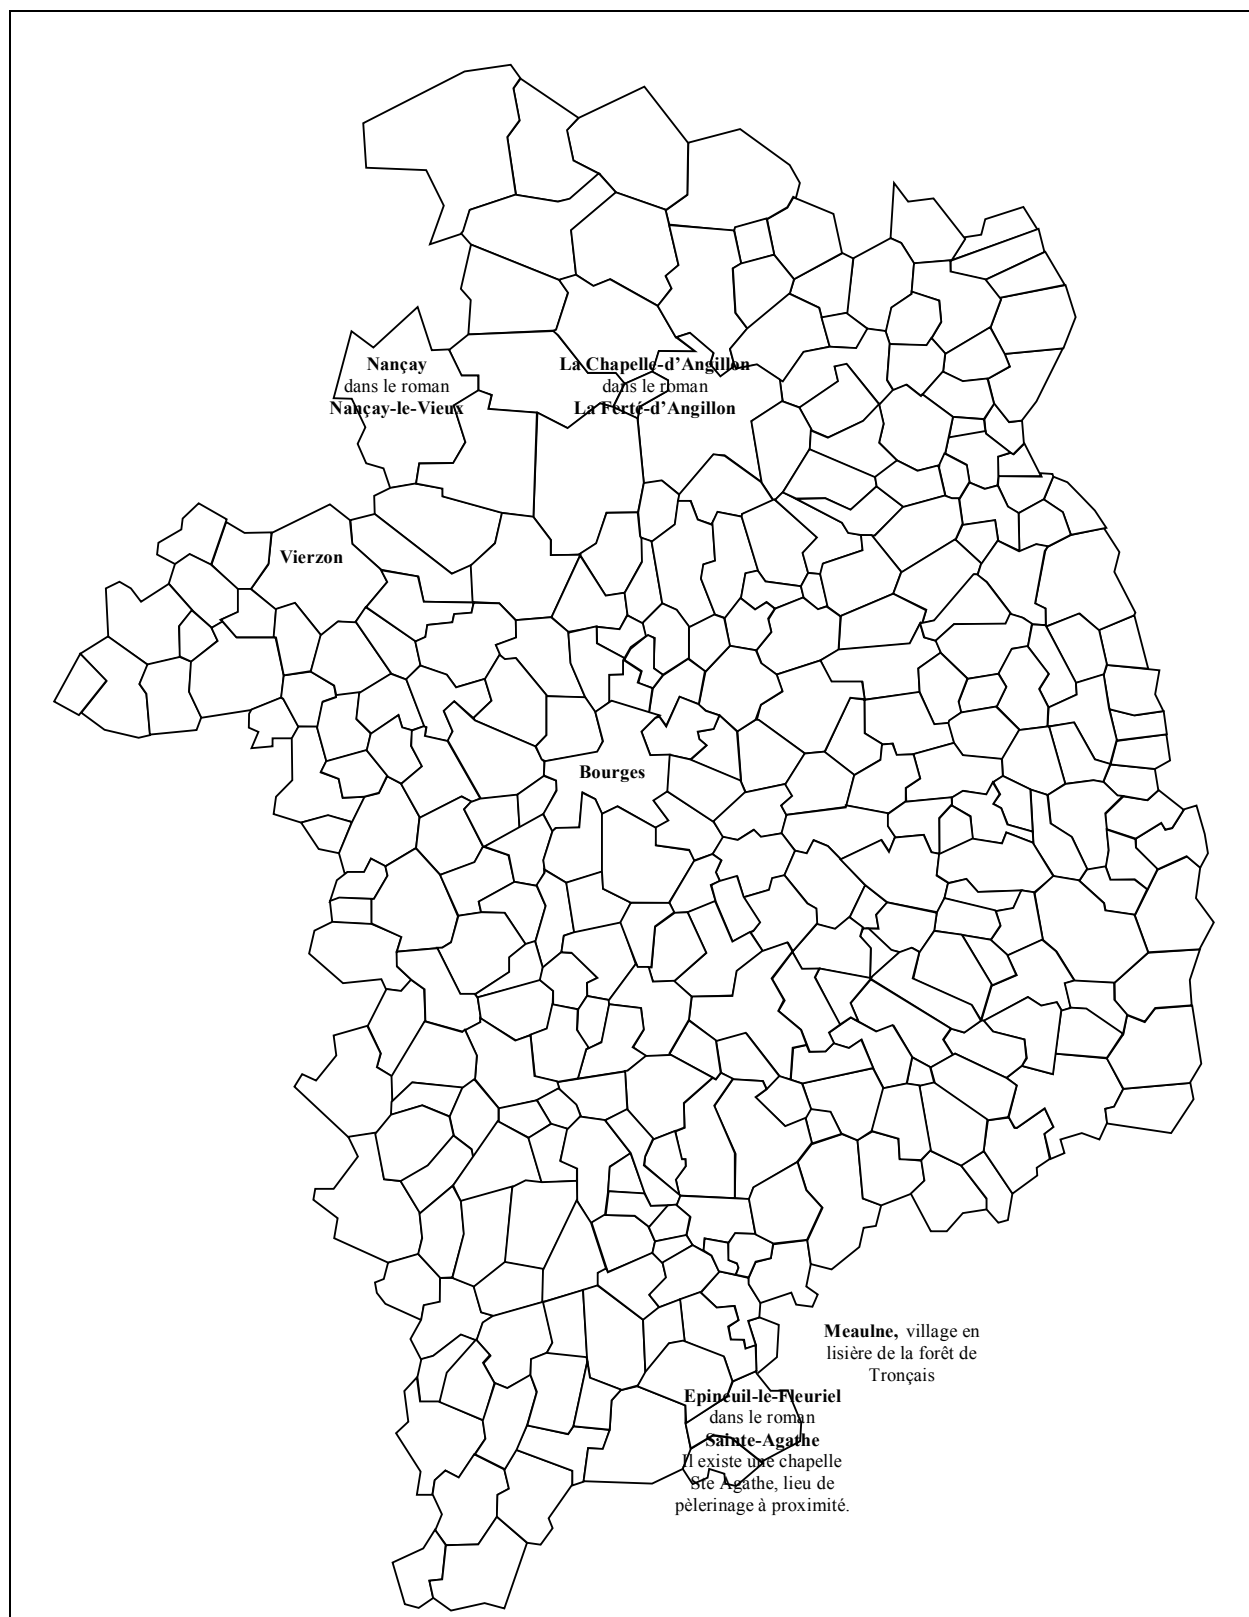 Nançay
dans le roman
Nançay-le-Vieux
La Chapelle-d’Angillon
dans le roman
La Ferté-d’Angillon
Vierzon
Bourges
Meaulne, village en
lisière de la forêt de
Tronçais
Epineuil-le-Fleuriel
dans le roman
Sainte-Agathe
Il existe une chapelle
Ste Agathe, lieu de
pèlerinage à proximité.